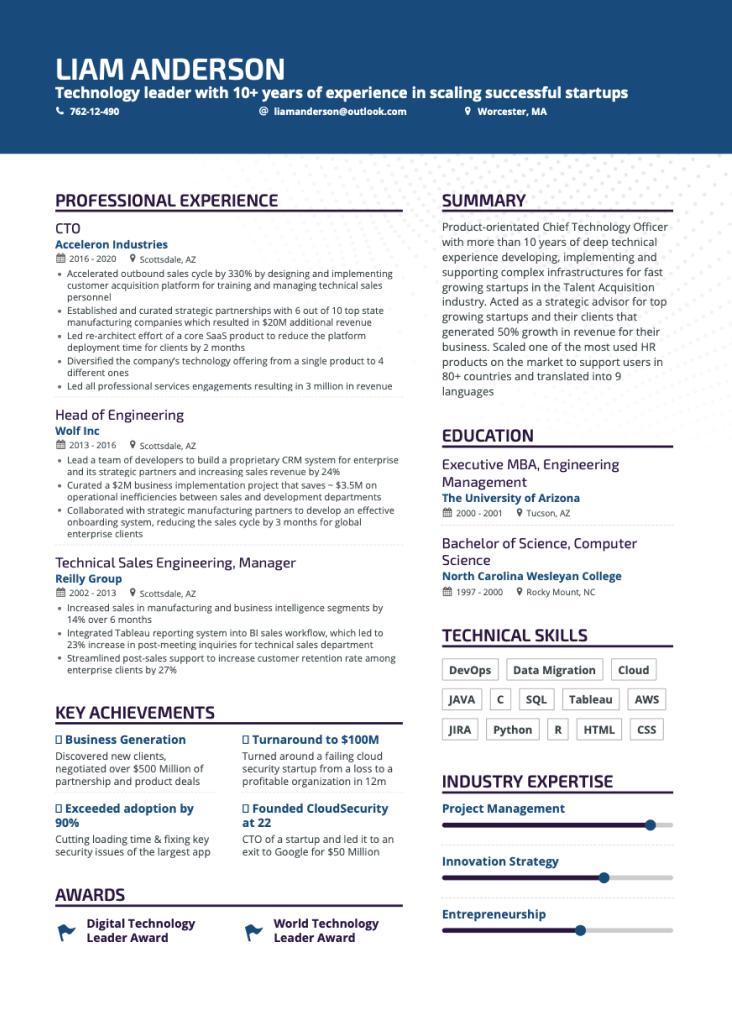 LIAM ANDERSON
Technology leader with 10+ years of experience in scaling successful startups
762-12-490
@ liamanderson@outlook.com
Worcester, MA
PROFESSIONAL EXPERIENCE
CTO
Acceleron Industries
2016 - 2020 Scottsdale, AZ
• Accelerated outbound sales cycle by 330% by designing and implementing
customer acquisition platform for training and managing technical sales
personnel
• Established and curated strategic partnerships with 6 out of 10 top state
manufacturing companies which resulted in $20M additional revenue
• Led re-architect effort of a core SaaS product to reduce the platform
deployment time for clients by 2 months
• Diversified the company's technology offering from a single product to 4
different ones
• Led all professional services engagements resulting in 3 million in revenue
Head of Engineering
Wolf Inc
2013 - 2016 Scottsdale, AZ
• Lead a team of developers to build a proprietary CRM system for enterprise
and its strategic partners and increasing sales revenue by 24%
• Curated a $2M business implementation project that saves ~ $3.5M on
operational inefficiencies between sales and development departments
• Collaborated with strategic manufacturing partners to develop an effective
onboarding system, reducing the sales cycle by 3 months for global
enterprise clients
Technical Sales Engineering, Manager
Reilly Group
2002 - 2013 Scottsdale, AZ
• Increased sales in manufacturing and business intelligence segments by
14% over 6 months
• Integrated Tableau reporting system into BI sales workflow, which led to
23% increase in post-meeting inquiries for technical sales department
• Streamlined post-sales support to increase customer retention rate among
enterprise clients by 27%
KEY ACHIEVEMENTS
Business Generation
Discovered new clients,
negotiated over $500 Million of
partnership and product deals
Turnaround to $100M
Turned around a failing cloud
security startup from a loss to a
profitable organization in 12m
Exceeded adoption by
90%
Cutting loading time & fixing key
security issues of the largest app
Founded CloudSecurity
at 22
CTO of a startup and led it to an
exit to Google for $50 Million
AWARDS
Digital Technology
Leader Award
World Technology
Leader Award
SUMMARY
Product-orientated Chief Technology Officer
with more than 10 years of deep technical
experience developing, implementing and
supporting complex infrastructures for fast
growing startups in the Talent Acquisition
industry. Acted as a strategic advisor for top
growing startups and their clients that
generated 50% growth in revenue for their
business. Scaled one of the most used HR
products on the market to support users in
80+ countries and translated into 9
languages
EDUCATION
Executive MBA, Engineering
Management
The University of Arizona
2000 - 2001 Tucson, AZ
Bachelor of Science, Computer
Science
North Carolina Wesleyan College
1997 - 2000 Rocky Mount, NC
TECHNICAL SKILLS
DevOps Data Migration Cloud
JAVA C SQL Tableau AWS
JIRA Python R HTML CSS
INDUSTRY EXPERTISE
Project Management
Innovation Strategy
Entrepreneurship